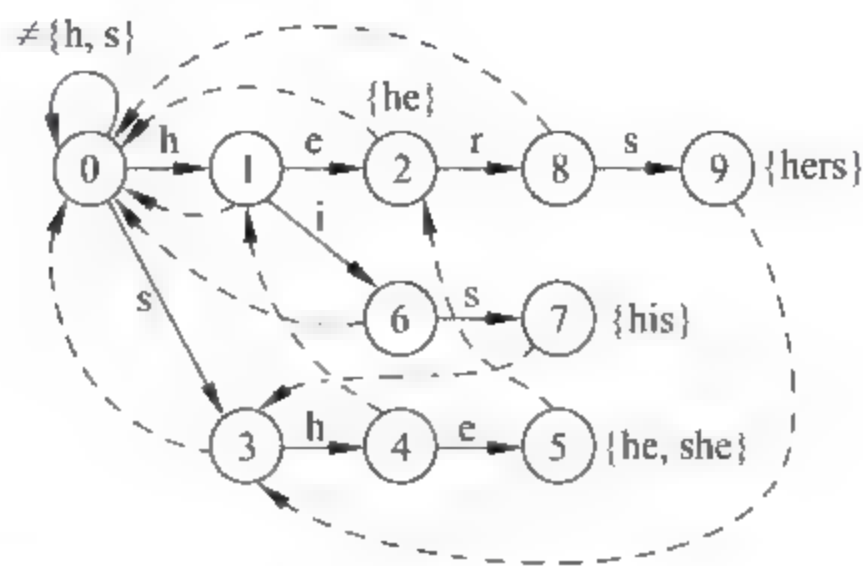 ≠{h, s}
{he}
h e r s
0 1 2 8 9 {hers}
i
s 6 s 7 {his}
3 h 4 e 5 {he, she}